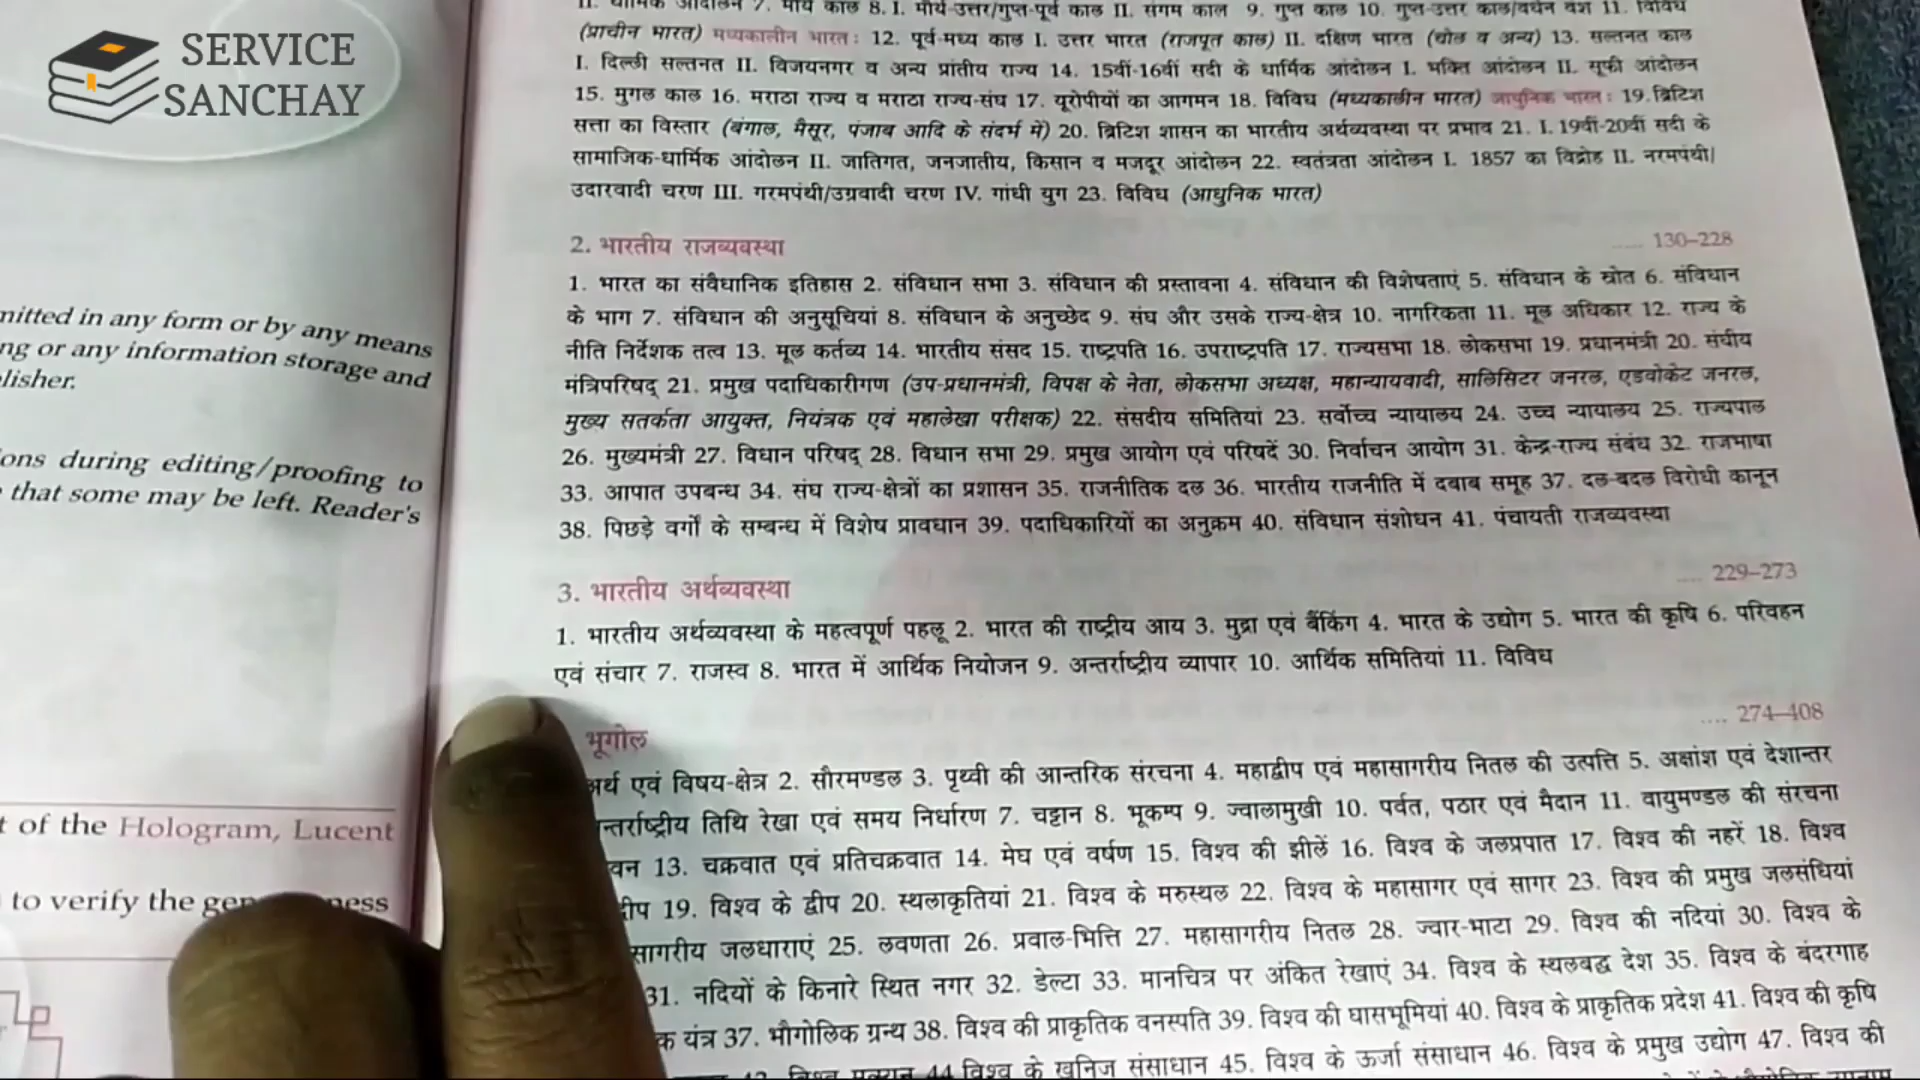 SERVICE
SANCHAY
mitted in any form or by any means
ng or any information storage and
lisher.
ons during editing/proofing to
that some may be left. Reader's
t of the Hologram, Lucent
to verify the
II. धार्मिक आंदोलन 7. मौर्य काल 8. I. मौर्य-उत्तर/गुप्त-पूर्व काल II. संगम काल 9. गुप्त काल 10. गुप्त-उत्तर काल/वर्धन वंश 11. विविध
(प्राचीन भारत) मध्यकालीन भारत: 12. पूर्व-मध्य काल I. उत्तर भारत (राजपूत काल) II. दक्षिण भारत (चोल व अन्य) 13. सल्तनत काल
I. दिल्ली सल्तनत II. विजयनगर व अन्य प्रांतीय राज्य 14. 15वीं-16वीं सदी के धार्मिक आंदोलन I. भक्ति आंदोलन II. सूफी आंदोलन
15. मुगल काल 16. मराठा राज्य व मराठा राज्य-संघ 17. यूरोपीयों का आगमन 18. विविध (मध्यकालीन भारत) आधुनिक भारत: 19. ब्रिटिश
सत्ता का विस्तार (बंगाल, मैसूर, पंजाब आदि के संदर्भ में) 20. ब्रिटिश शासन का भारतीय अर्थव्यवस्था पर प्रभाव 21. I. 19वीं-20वीं सदी के
सामाजिक-धार्मिक आंदोलन II. जातिगत, जनजातीय, किसान व मजदूर आंदोलन 22. स्वतंत्रता आंदोलन I. 1857 का विद्रोह II. नरमपंथी/
उदारवादी चरण III. गरमपंथी/उग्रवादी चरण IV. गांधी युग 23. विविध (आधुनिक भारत)
2. भारतीय राजव्यवस्था ..... 130–228
1. भारत का संवैधानिक इतिहास 2. संविधान सभा 3. संविधान की प्रस्तावना 4. संविधान की विशेषताएं 5. संविधान के स्रोत 6. संविधान
के भाग 7. संविधान की अनुसूचियां 8. संविधान के अनुच्छेद 9. संघ और उसके राज्य-क्षेत्र 10. नागरिकता 11. मूल अधिकार 12. राज्य के
नीति निर्देशक तत्व 13. मूल कर्तव्य 14. भारतीय संसद 15. राष्ट्रपति 16. उपराष्ट्रपति 17. राज्यसभा 18. लोकसभा 19. प्रधानमंत्री 20. संघीय
मंत्रिपरिषद् 21. प्रमुख पदाधिकारीगण (उप-प्रधानमंत्री, विपक्ष के नेता, लोकसभा अध्यक्ष, महान्यायवादी, सालिसिटर जनरल, एडवोकेट जनरल,
मुख्य सतर्कता आयुक्त, नियंत्रक एवं महालेखा परीक्षक) 22. संसदीय समितियां 23. सर्वोच्च न्यायालय 24. उच्च न्यायालय 25. राज्यपाल
26. मुख्यमंत्री 27. विधान परिषद् 28. विधान सभा 29. प्रमुख आयोग एवं परिषदें 30. निर्वाचन आयोग 31. केन्द्र-राज्य संबंध 32. राजभाषा
33. आपात उपबन्ध 34. संघ राज्य-क्षेत्रों का प्रशासन 35. राजनीतिक दल 36. भारतीय राजनीति में दबाब समूह 37. दल-बदल विरोधी कानून
38. पिछड़े वर्गों के सम्बन्ध में विशेष प्रावधान 39. पदाधिकारियों का अनुक्रम 40. संविधान संशोधन 41. पंचायती राजव्यवस्था
3. भारतीय अर्थव्यवस्था .... 229–273
1. भारतीय अर्थव्यवस्था के महत्वपूर्ण पहलू 2. भारत की राष्ट्रीय आय 3. मुद्रा एवं बैंकिंग 4. भारत के उद्योग 5. भारत की कृषि 6. परिवहन
एवं संचार 7. राजस्व 8. भारत में आर्थिक नियोजन 9. अन्तर्राष्ट्रीय व्यापार 10. आर्थिक समितियां 11. विविध
भूगोल .... 274–408
अर्थ एवं विषय-क्षेत्र 2. सौरमण्डल 3. पृथ्वी की आन्तरिक संरचना 4. महाद्वीप एवं महासागरीय नितल की उत्पत्ति 5. अक्षांश एवं देशान्तर
न्तर्राष्ट्रीय तिथि रेखा एवं समय निर्धारण 7. चट्टान 8. भूकम्प 9. ज्वालामुखी 10. पर्वत, पठार एवं मैदान 11. वायुमण्डल की संरचना
वन 13. चक्रवात एवं प्रतिचक्रवात 14. मेघ एवं वर्षण 15. विश्व की झीलें 16. विश्व के जलप्रपात 17. विश्व की नहरें 18. विश्व
द्वीप 19. विश्व के द्वीप 20. स्थलाकृतियां 21. विश्व के मरुस्थल 22. विश्व के महासागर एवं सागर 23. विश्व की प्रमुख जलसंधियां
सागरीय जलधाराएं 25. लवणता 26. प्रवाल-भित्ति 27. महासागरीय नितल 28. ज्वार-भाटा 29. विश्व की नदियां 30. विश्व के
31. नदियों के किनारे स्थित नगर 32. डेल्टा 33. मानचित्र पर अंकित रेखाएं 34. विश्व के स्थलबद्ध देश 35. विश्व के बंदरगाह
क यंत्र 37. भौगोलिक ग्रन्थ 38. विश्व की प्राकृतिक वनस्पति 39. विश्व की घासभूमियां 40. विश्व के प्राकृतिक प्रदेश 41. विश्व की कृषि
44 विश्व के खनिज संसाधान 45. विश्व के ऊर्जा संसाधान 46. विश्व के प्रमुख उद्योग 47. विश्व की